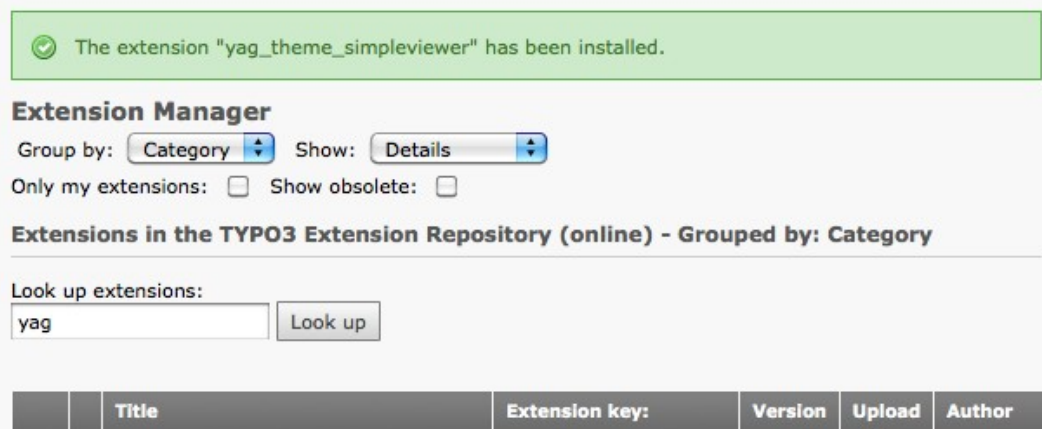 The extension "yag_theme_simpleviewer" has been installed.
Extension Manager
Group by: Category Show: Details
Only my extensions: Show obsolete:
Extensions in the TYPO3 Extension Repository (online) - Grouped by: Category
Look up extensions:
yag Look up
Title Extension key: Version Upload Author